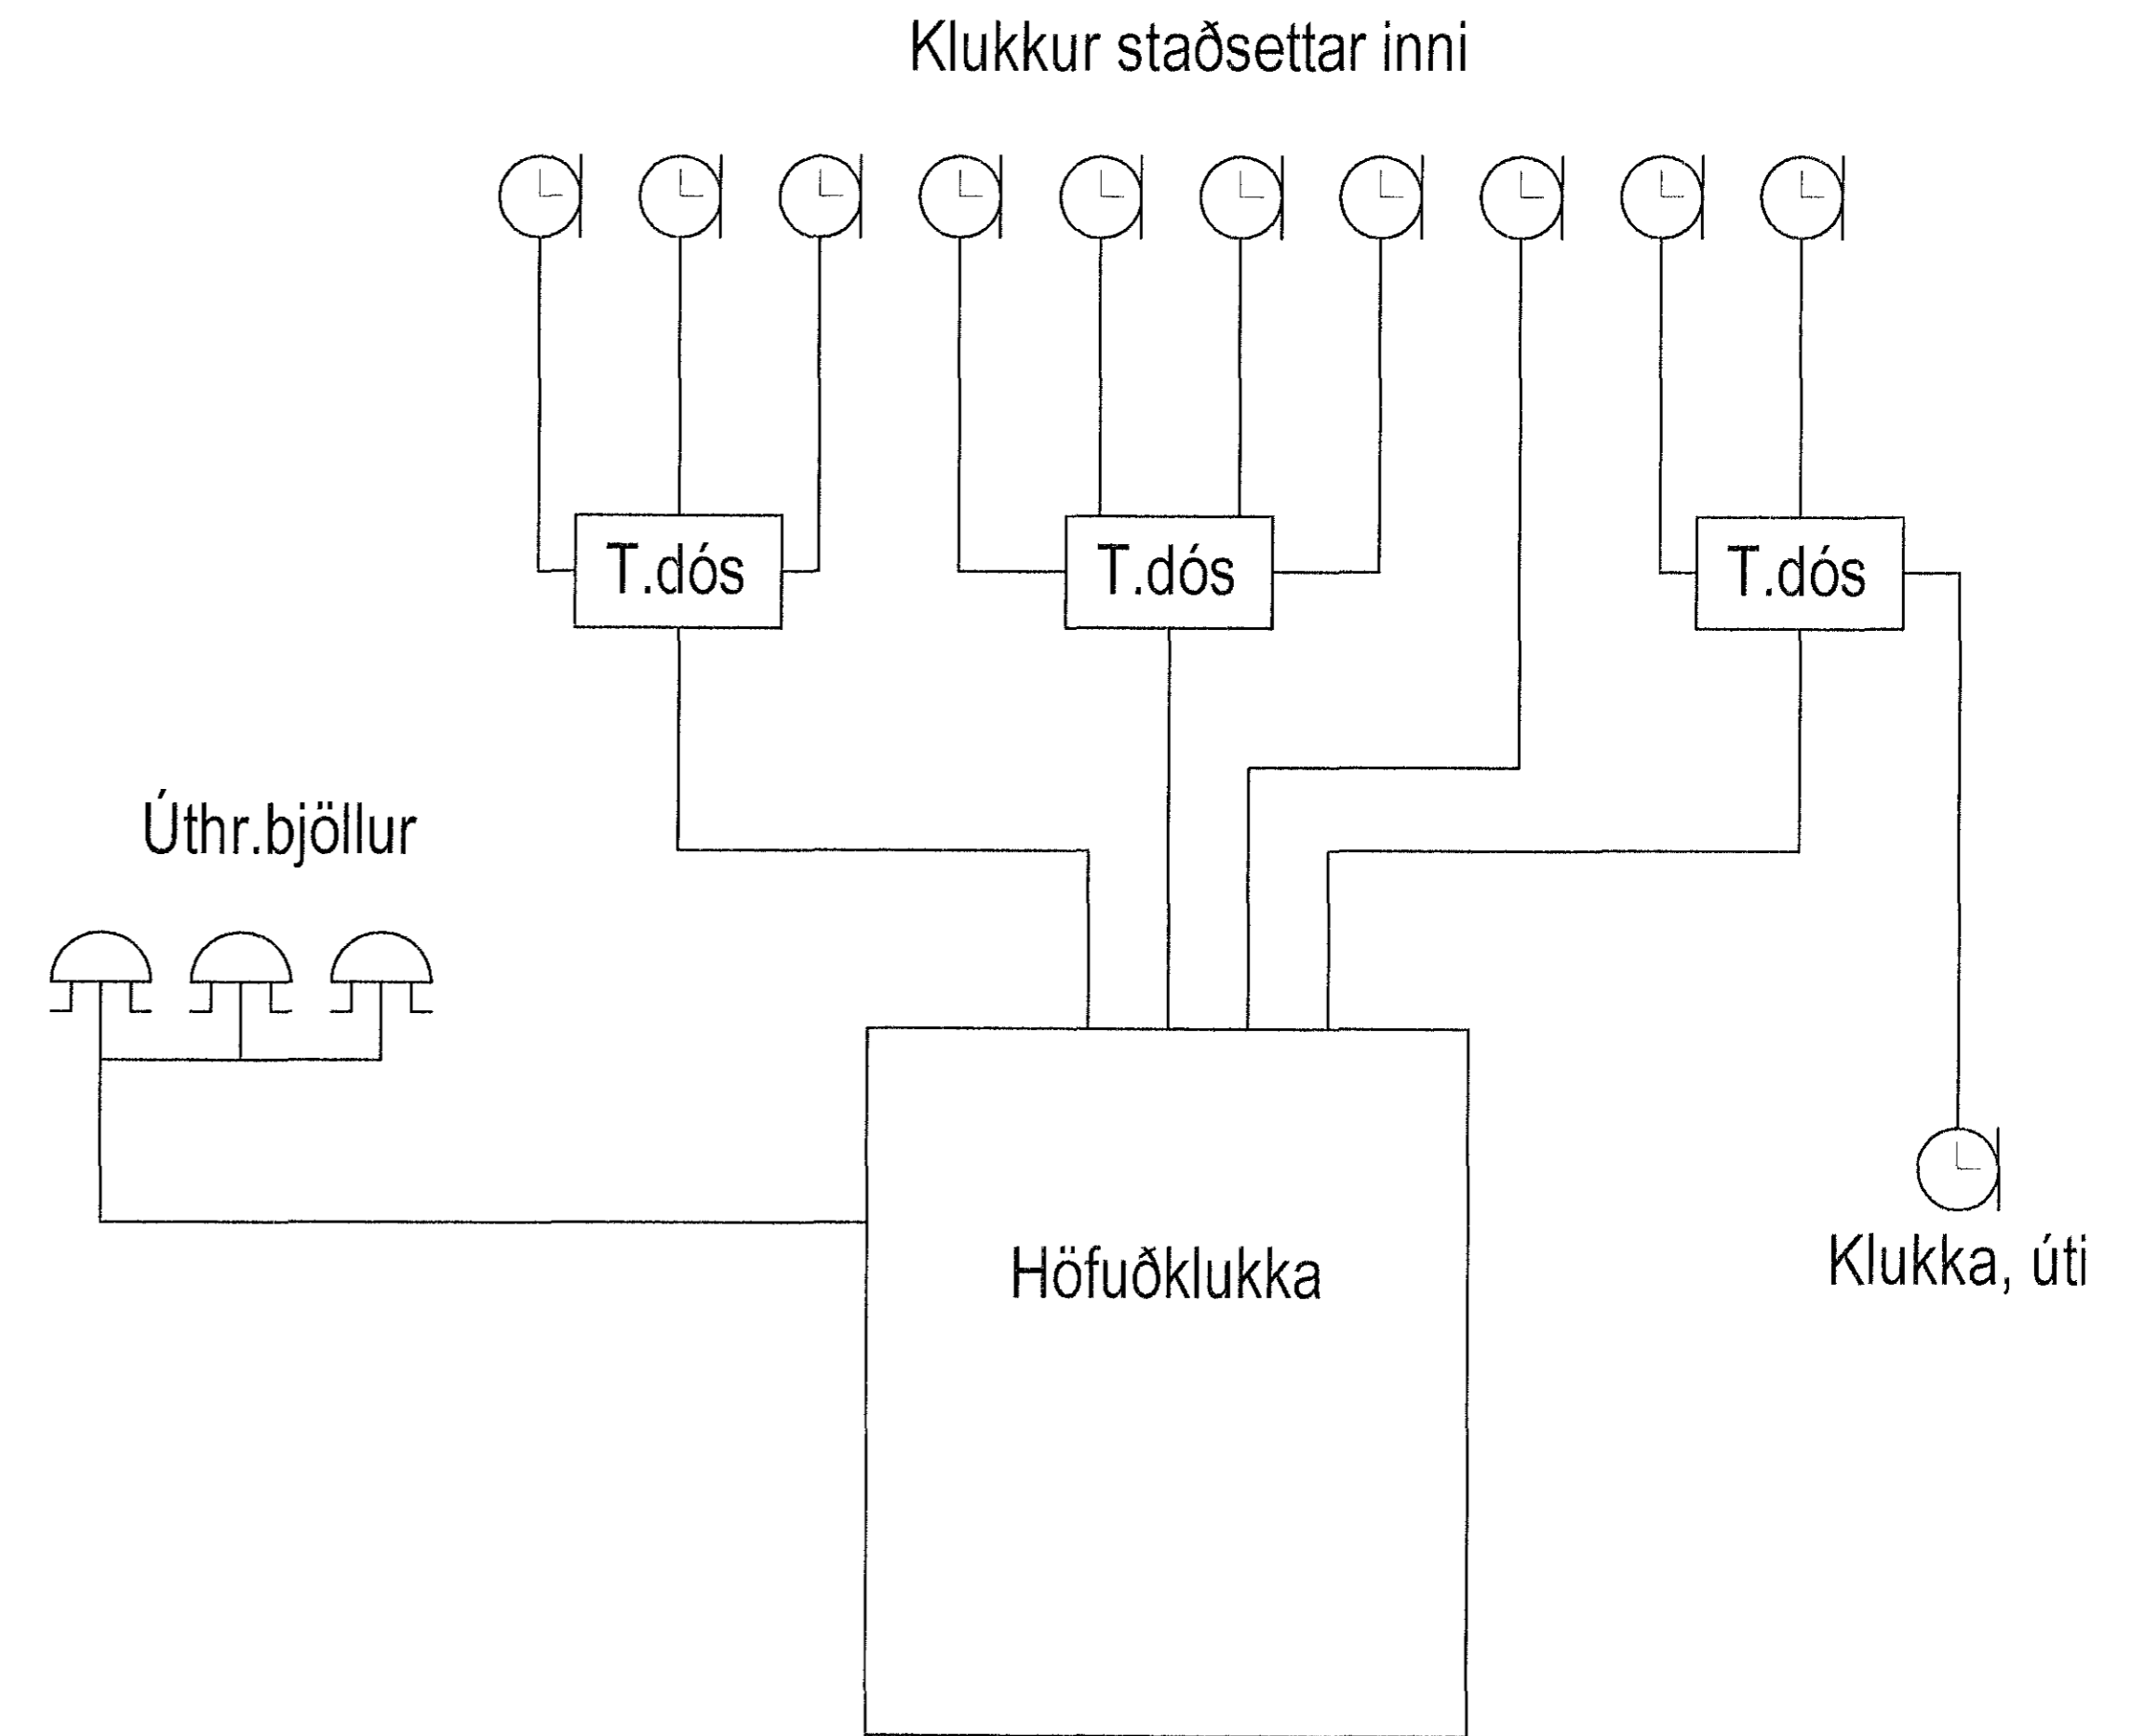 Klukkur staðsettar inni
T.dós
T.dós
T.dós
Úthr.bjöllur
Höfuðklukka
Klukka, úti